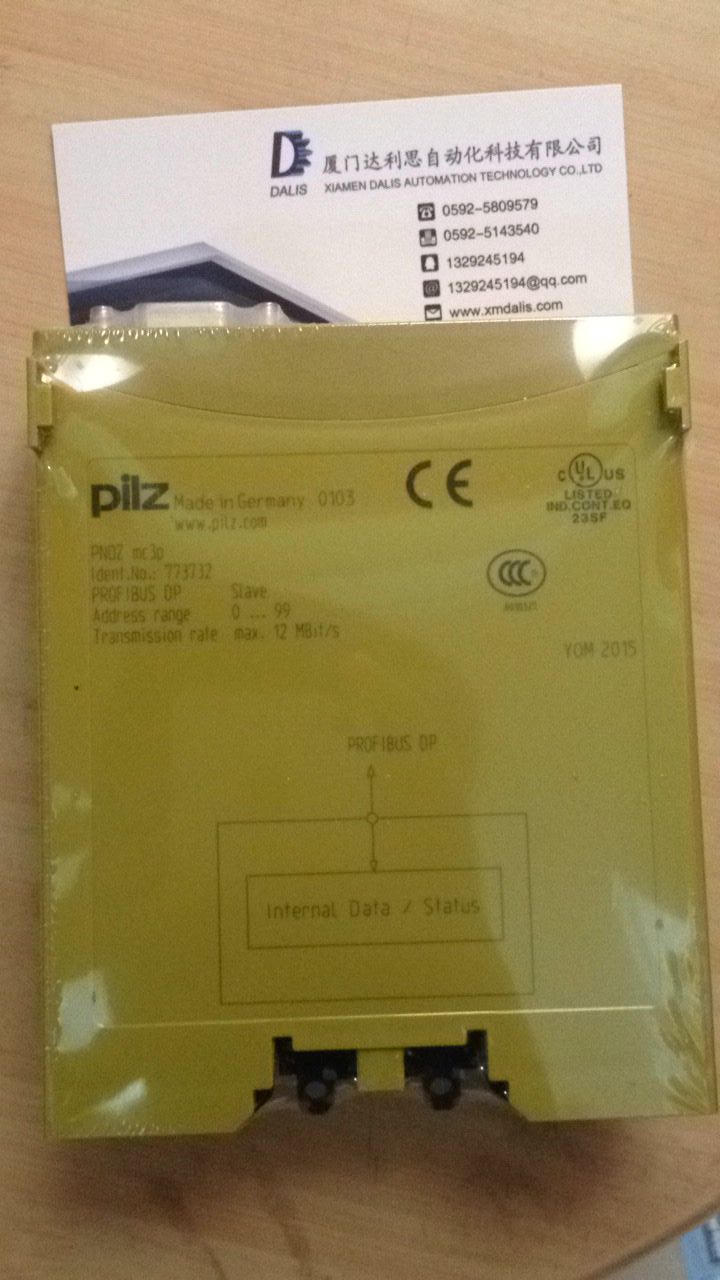 厦门达利思自动化科技有限公司
DALIS XIAMEN DALIS AUTOMATION TECHNOLOGY CO.,LTD
0592-5809579
0592-5143540
1329245194
1329245194@qq.com
www.xmdalis.com
pilz Made in Germany 0103
www.pilz.com
CE
c UL US
LISTED
IND.CONT.EQ
23SF
PNOZ mc3p
Ident.No.: 773732
PROFIBUS DP Slave
Address range 0 ... 99
Transmission rate max. 12 MBit/s
CCC
YOM 2015
PROFIBUS DP
Internal Data / Status